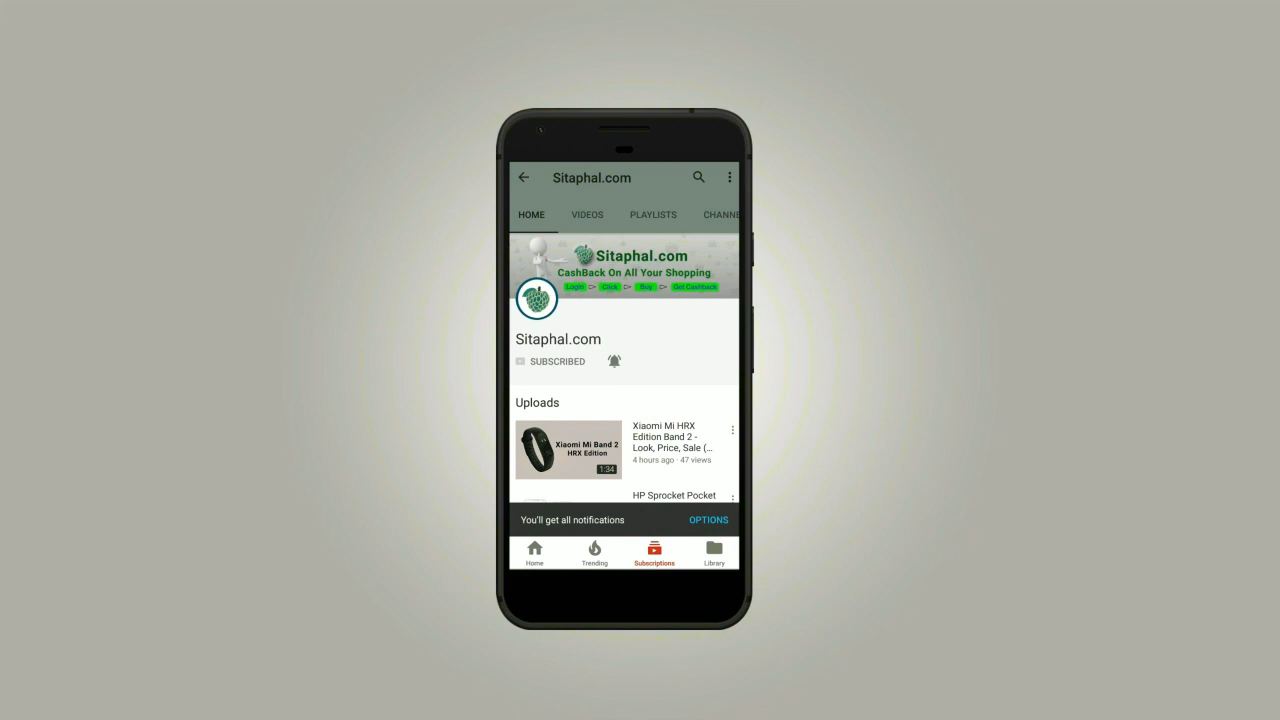 Sitaphal.com
HOME VIDEOS PLAYLISTS CHANNE
Sitaphal.com
CashBack On All Your Shopping
Login Click Buy Get Cashback
Sitaphal.com
SUBSCRIBED
Uploads
Xiaomi Mi Band 2
HRX Edition
1:34
Xiaomi Mi HRX
Edition Band 2 -
Look, Price, Sale (...
4 hours ago · 47 views
HP Sprocket Pocket
You'll get all notifications OPTIONS
Home Trending Subscriptions Library